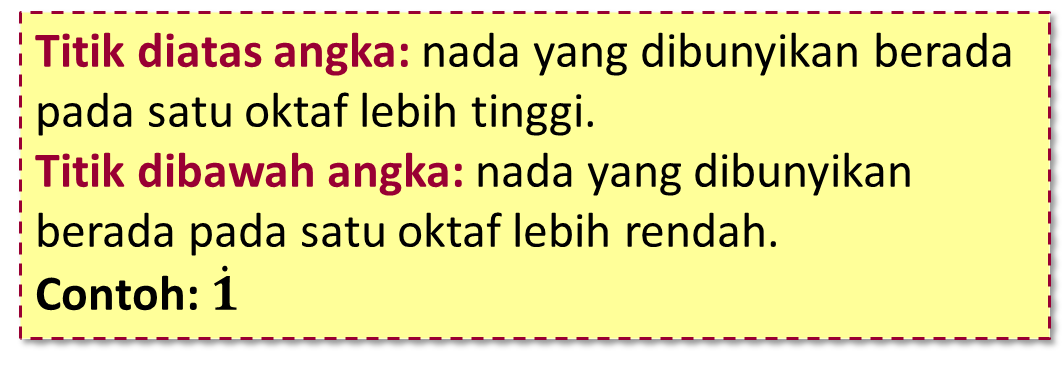 Titik diatas angka: nada yang dibunyikan berada
pada satu oktaf lebih tinggi.
Titik dibawah angka: nada yang dibunyikan
berada pada satu oktaf lebih rendah.
Contoh: 1̇